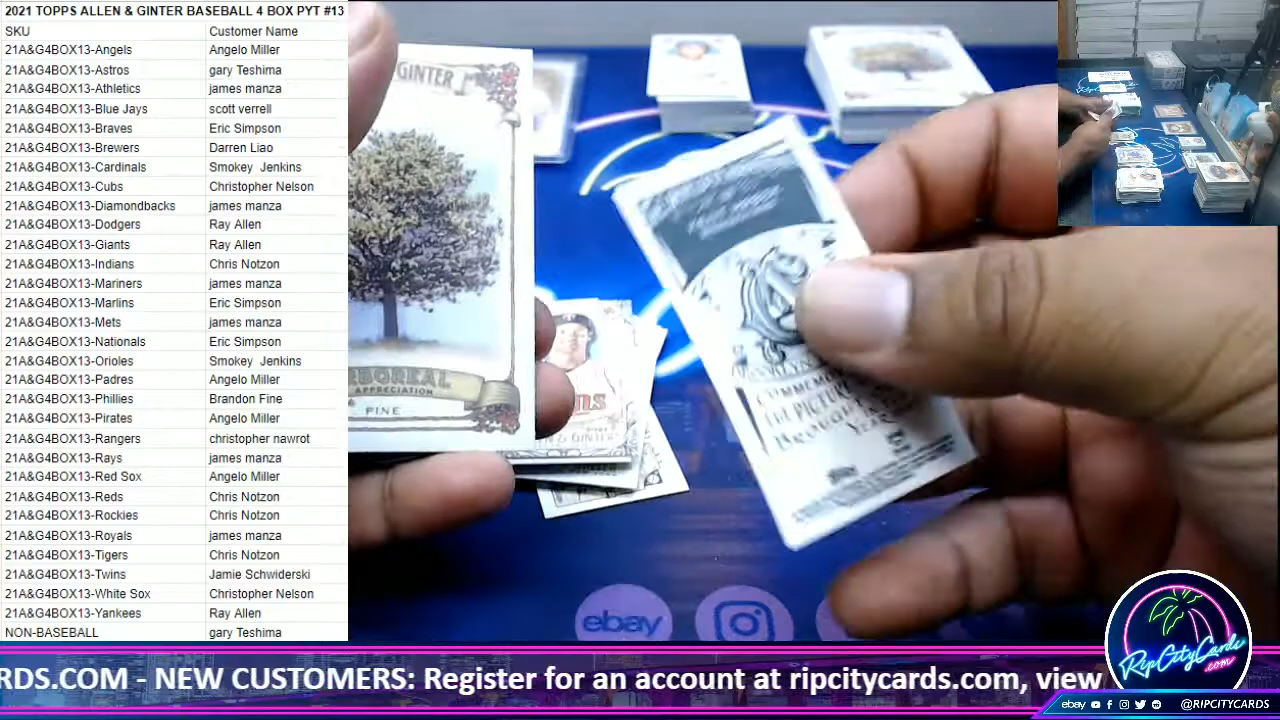 2021 TOPPS ALLEN & GINTER BASEBALL 4 BOX PYT #13
SKU Customer Name
21A&G4BOX13-Angels Angelo Miller
21A&G4BOX13-Astros gary Teshima
21A&G4BOX13-Athletics james manza
21A&G4BOX13-Blue Jays scott verrell
21A&G4BOX13-Braves Eric Simpson
21A&G4BOX13-Brewers Darren Liao
21A&G4BOX13-Cardinals Smokey Jenkins
21A&G4BOX13-Cubs Christopher Nelson
21A&G4BOX13-Diamondbacks james manza
21A&G4BOX13-Dodgers Ray Allen
21A&G4BOX13-Giants Ray Allen
21A&G4BOX13-Indians Chris Notzon
21A&G4BOX13-Mariners james manza
21A&G4BOX13-Marlins Eric Simpson
21A&G4BOX13-Mets james manza
21A&G4BOX13-Nationals Eric Simpson
21A&G4BOX13-Orioles Smokey Jenkins
21A&G4BOX13-Padres Angelo Miller
21A&G4BOX13-Phillies Brandon Fine
21A&G4BOX13-Pirates Angelo Miller
21A&G4BOX13-Rangers christopher nawrot
21A&G4BOX13-Rays james manza
21A&G4BOX13-Red Sox Angelo Miller
21A&G4BOX13-Reds Chris Notzon
21A&G4BOX13-Rockies Chris Notzon
21A&G4BOX13-Royals james manza
21A&G4BOX13-Tigers Chris Notzon
21A&G4BOX13-Twins Jamie Schwiderski
21A&G4BOX13-White Sox Christopher Nelson
21A&G4BOX13-Yankees Ray Allen
NON-BASEBALL gary Teshima
GINTER
APPRECIATION
PINE
ebay
RDS.COM - NEW CUSTOMERS: Register for an account at ripcitycards.com, view
RipCityCards
.com
ebay @RIPCITYCARDS